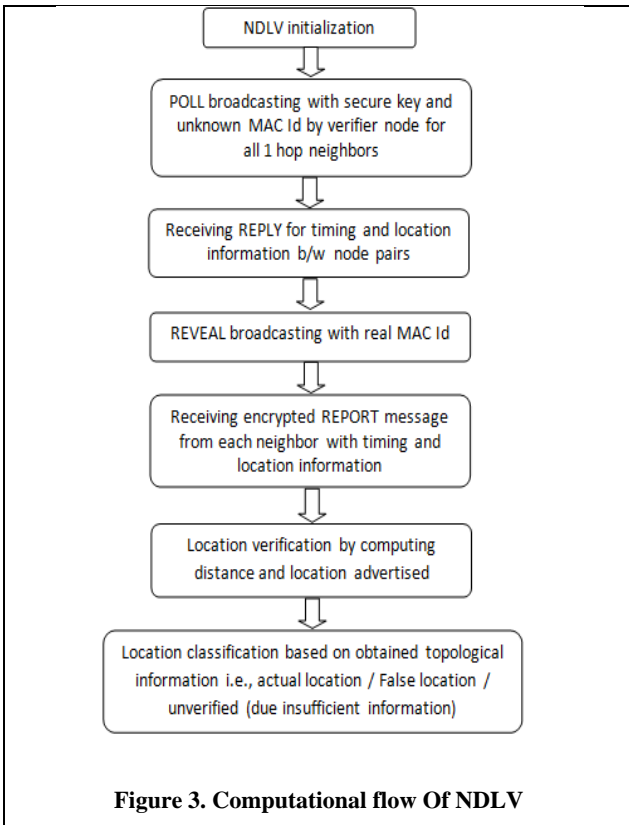 NDLV initialization
POLL broadcasting with secure key and
unknown MAC Id by verifier node for
all 1 hop neighbors
Receiving REPLY for timing and location
information b/w node pairs
REVEAL broadcasting with real MAC Id
Receiving encrypted REPORT message
from each neighbor with timing and
location information
Location verification by computing
distance and location advertised
Location classification based on obtained topological
information i.e., actual location / False location /
unverified (due insufficient information)
Figure 3. Computational flow Of NDLV